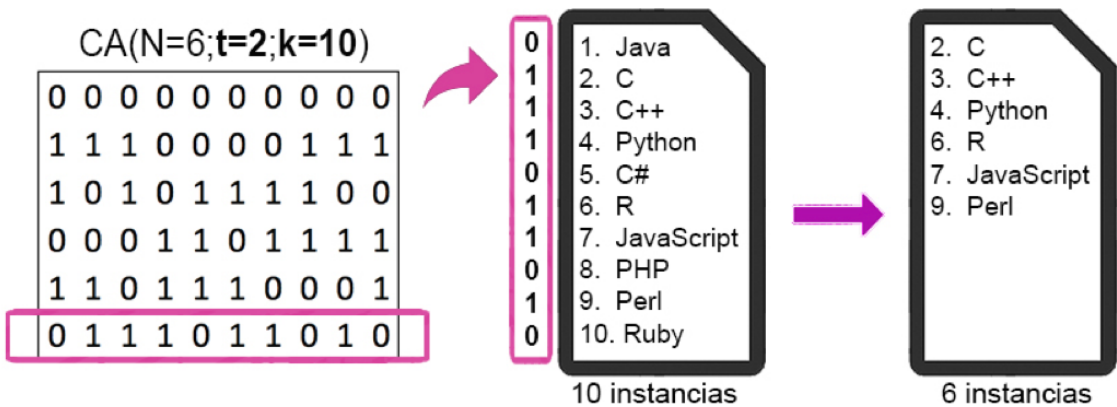 CA(N=6;t=2;k=10)
0 0 0 0 0 0 0 0 0 0
1 1 1 0 0 0 0 1 1 1
1 0 1 0 1 1 1 1 0 0
0 0 0 1 1 0 1 1 1 1
1 1 0 1 1 1 0 0 0 1
0 1 1 1 0 1 1 0 1 0
0
1
1
1
0
1
1
0
1
0
1. Java
2. C
3. C++
4. Python
5. C#
6. R
7. JavaScript
8. PHP
9. Perl
10. Ruby
10 instancias
2. C
3. C++
4. Python
6. R
7. JavaScript
9. Perl
6 instancias